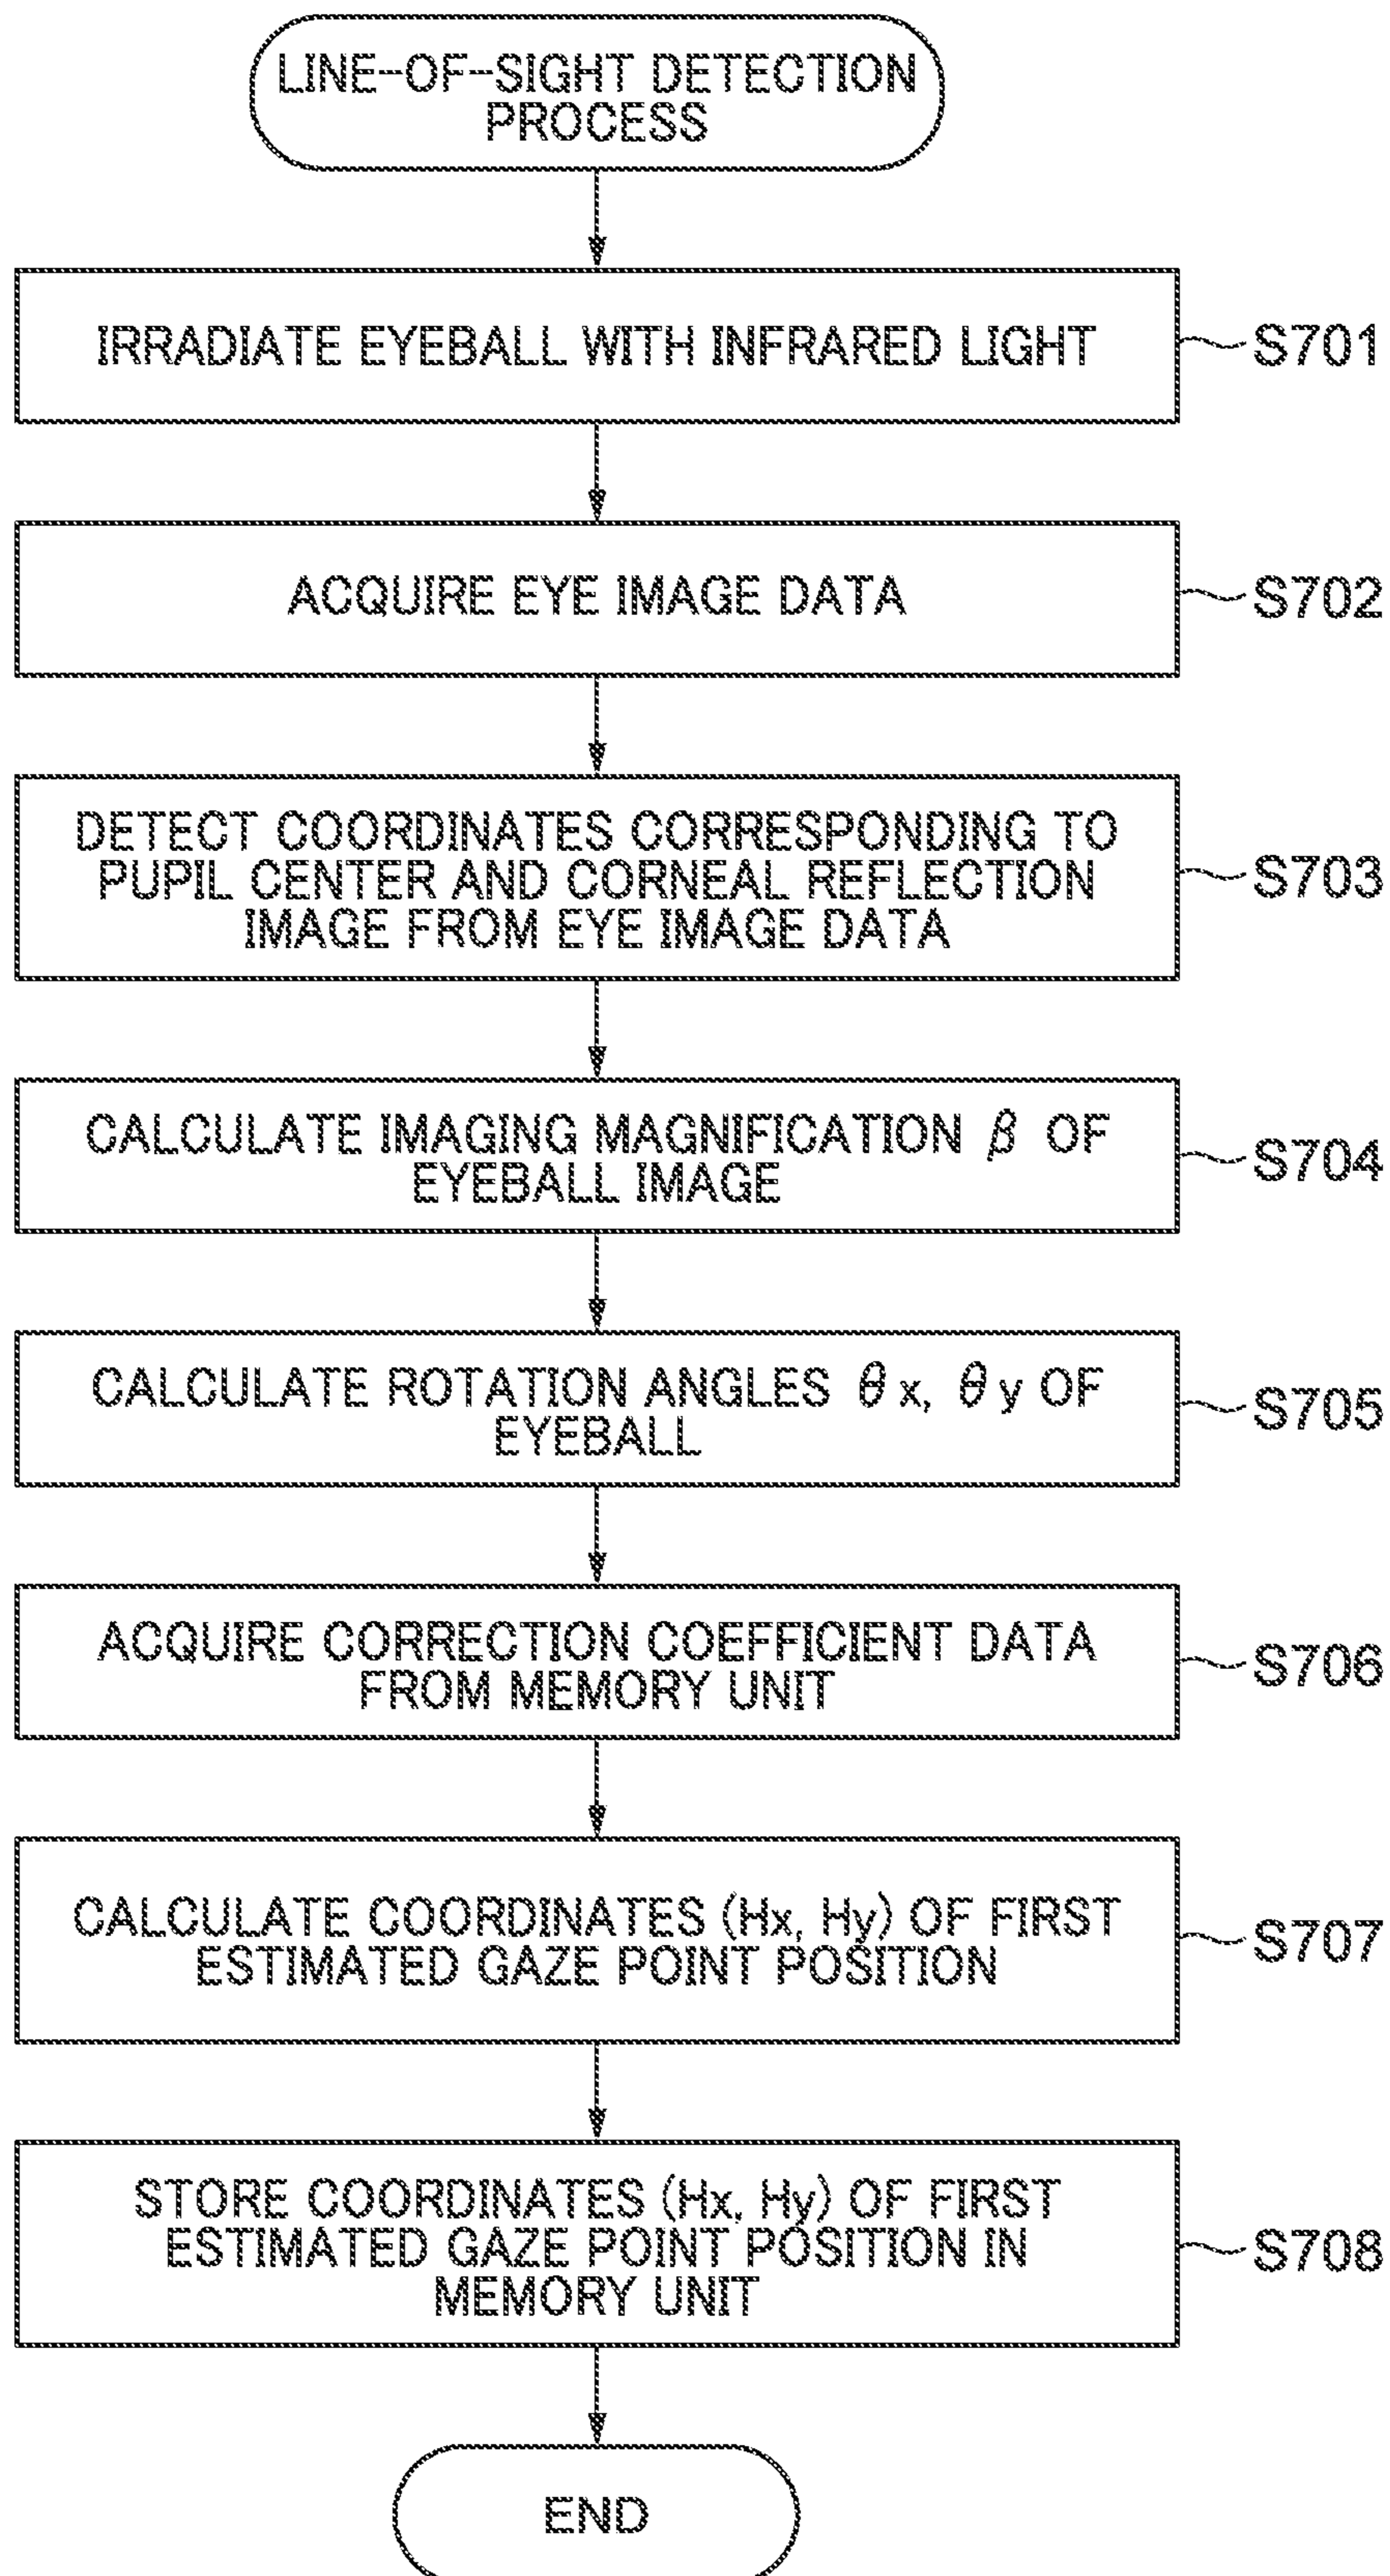 LINE-OF-SIGHT DETECTION
PROCESS
IRRADIATE EYEBALL WITH INFRARED LIGHT
S701
ACQUIRE EYE IMAGE DATA
S702
DETECT COORDINATES CORRESPONDING TO
PUPIL CENTER AND CORNEAL REFLECTION
IMAGE FROM EYE IMAGE DATA
S703
CALCULATE IMAGING MAGNIFICATION β OF
EYEBALL IMAGE
S704
CALCULATE ROTATION ANGLES θx, θy OF
EYEBALL
S705
ACQUIRE CORRECTION COEFFICIENT DATA
FROM MEMORY UNIT
S706
CALCULATE COORDINATES (Hx, Hy) OF FIRST
ESTIMATED GAZE POINT POSITION
S707
STORE COORDINATES (Hx, Hy) OF FIRST
ESTIMATED GAZE POINT POSITION IN
MEMORY UNIT
S708
END